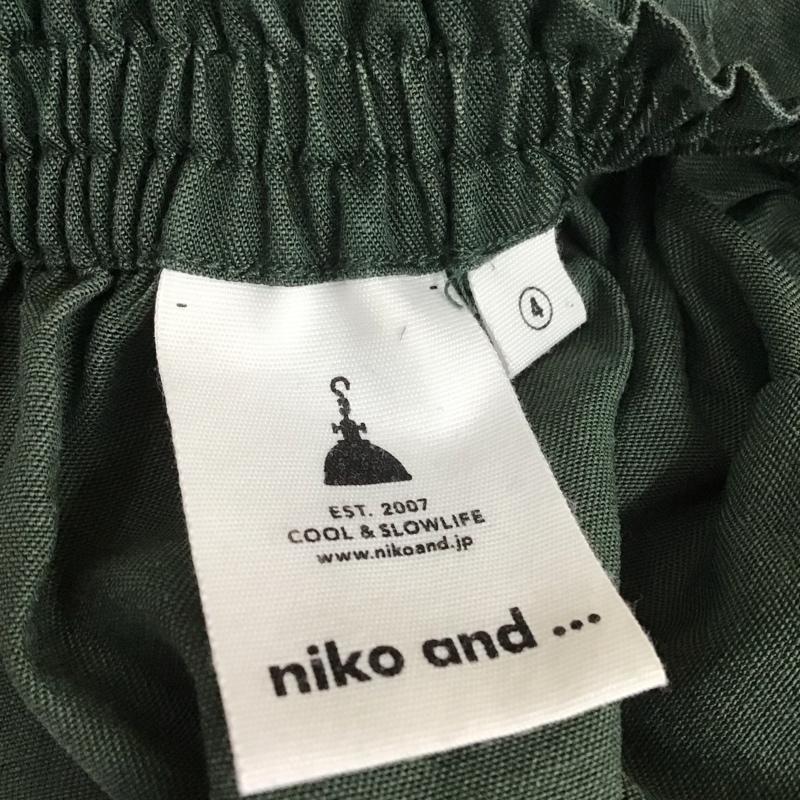 ④
EST. 2007
COOL & SLOWLIFE
www.nikoand.jp
niko and ...